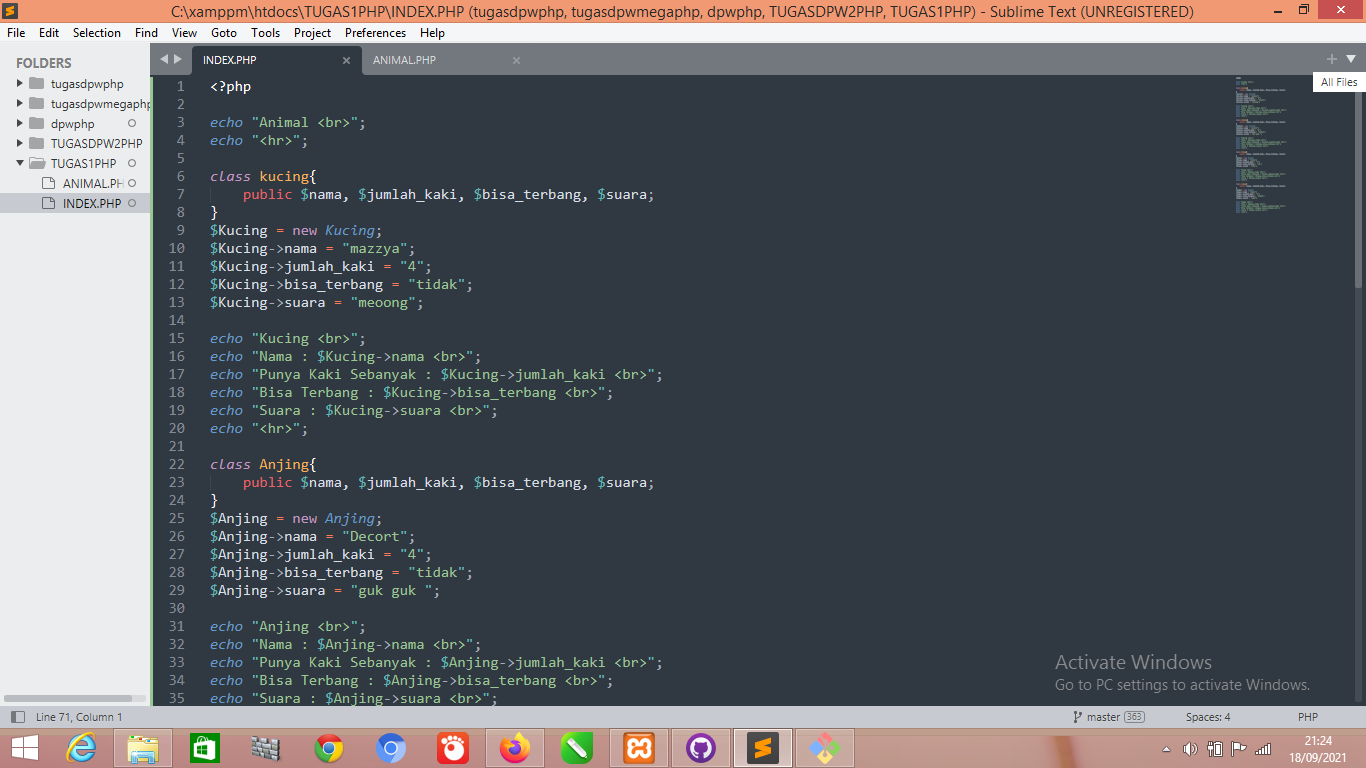 C:\xamppm\htdocs\TUGAS1PHP\INDEX.PHP (tugasdpwphp, tugasdpwmegaphp, dpwphp, TUGASDPW2PHP, TUGAS1PHP) - Sublime Text (UNREGISTERED)
File Edit Selection Find View Goto Tools Project Preferences Help
FOLDERS
tugasdpwphp
tugasdpwmegaphp
dpwphp
TUGASDPW2PHP
TUGAS1PHP
ANIMAL.PH
INDEX.PHP
INDEX.PHP ANIMAL.PHP
All Files
1 <?php
2
3 echo "Animal <br>";
4 echo "<hr>";
5
6 class kucing{
7 public $nama, $jumlah_kaki, $bisa_terbang, $suara;
8 }
9 $Kucing = new Kucing;
10 $Kucing->nama = "mazzya";
11 $Kucing->jumlah_kaki = "4";
12 $Kucing->bisa_terbang = "tidak";
13 $Kucing->suara = "meoong";
14
15 echo "Kucing <br>";
16 echo "Nama : $Kucing->nama <br>";
17 echo "Punya Kaki Sebanyak : $Kucing->jumlah_kaki <br>";
18 echo "Bisa Terbang : $Kucing->bisa_terbang <br>";
19 echo "Suara : $Kucing->suara <br>";
20 echo "<hr>";
21
22 class Anjing{
23 public $nama, $jumlah_kaki, $bisa_terbang, $suara;
24 }
25 $Anjing = new Anjing;
26 $Anjing->nama = "Decort";
27 $Anjing->jumlah_kaki = "4";
28 $Anjing->bisa_terbang = "tidak";
29 $Anjing->suara = "guk guk ";
30
31 echo "Anjing <br>";
32 echo "Nama : $Anjing->nama <br>";
33 echo "Punya Kaki Sebanyak : $Anjing->jumlah_kaki <br>";
34 echo "Bisa Terbang : $Anjing->bisa_terbang <br>";
35 echo "Suara : $Anjing->suara <br>";
Activate Windows
Go to PC settings to activate Windows.
Line 71, Column 1 master 363 Spaces: 4 PHP
21:24
18/09/2021